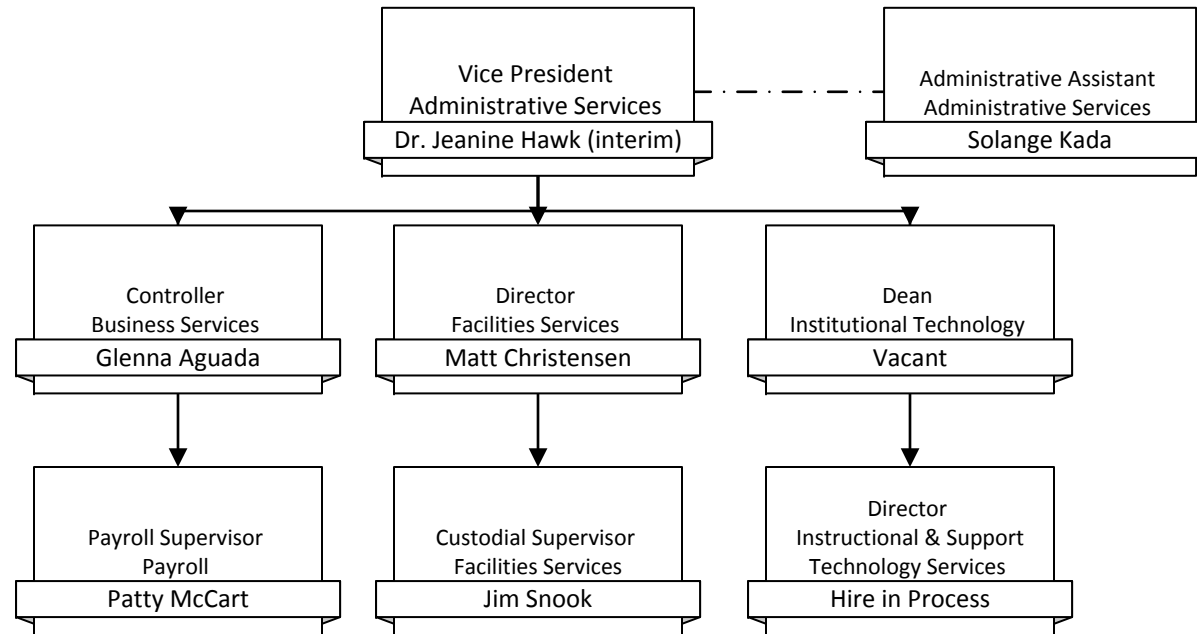 Vice President
Administrative Services
Dr. Jeanine Hawk (interim)
Administrative Assistant
Administrative Services
Solange Kada
Controller
Business Services
Glenna Aguada
Director
Facilities Services
Matt Christensen
Dean
Institutional Technology
Vacant
Payroll Supervisor
Payroll
Patty McCart
Custodial Supervisor
Facilities Services
Jim Snook
Director
Instructional & Support
Technology Services
Hire in Process